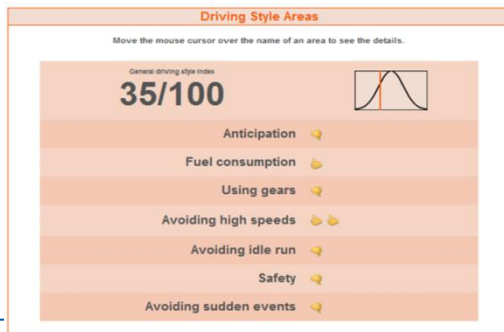 Driving Style Areas
Move the mouse cursor over the name of an area to see the details.
General driving style index
35/100
Anticipation
Fuel consumption
Using gears
Avoiding high speeds
Avoiding idle run
Safety
Avoiding sudden events